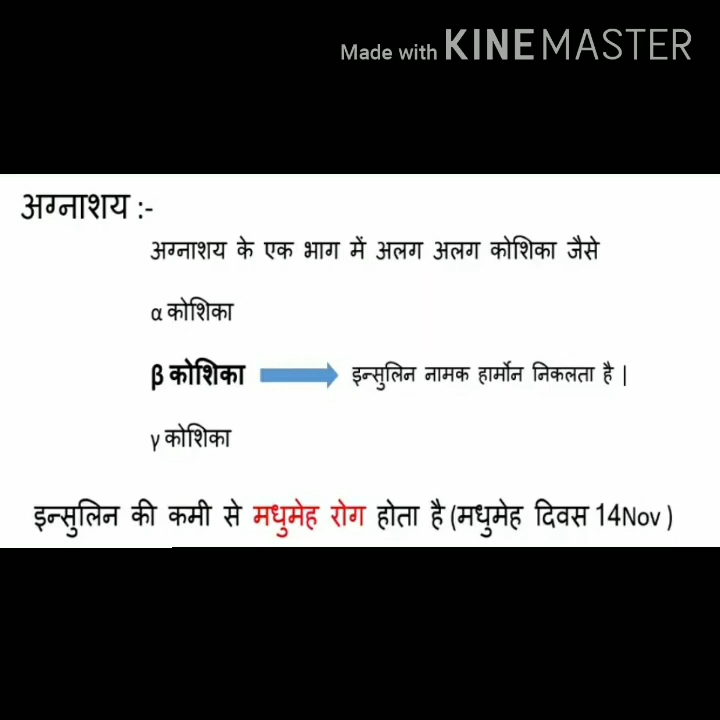 Made with KINEMASTER
अग्नाशय :-
अग्नाशय के एक भाग में अलग अलग कोशिका जैसे
α कोशिका
β कोशिका इन्सुलिन नामक हार्मोन निकलता है |
γ कोशिका
इन्सुलिन की कमी से मधुमेह रोग होता है (मधुमेह दिवस 14Nov )